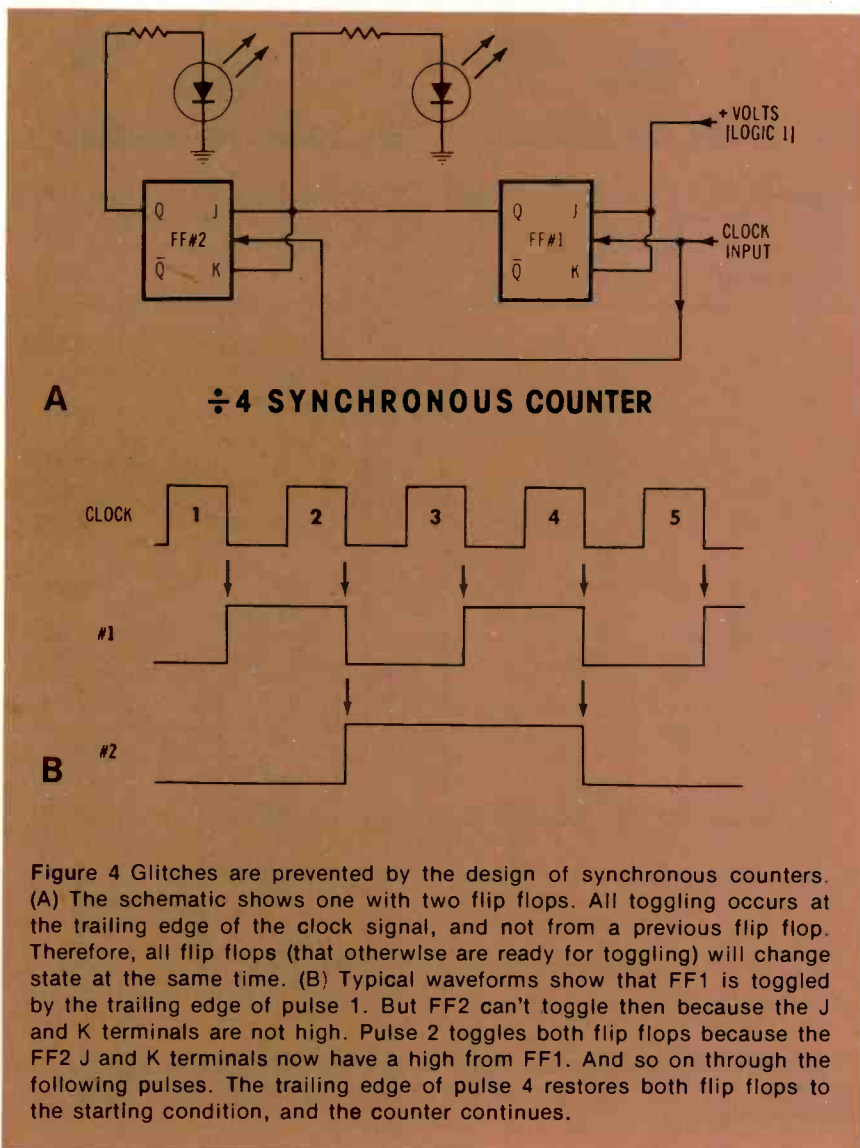 Q J
FF#2
Q̅ K
Q J
FF#1
Q̅ K
+ VOLTS
|LOGIC 1|
CLOCK
INPUT
A ÷4 SYNCHRONOUS COUNTER
CLOCK 1 2 3 4 5
#1
#2
B
Figure 4 Glitches are prevented by the design of synchronous counters.
(A) The schematic shows one with two flip flops. All toggling occurs at
the trailing edge of the clock signal, and not from a previous flip flop.
Therefore, all flip flops (that otherwise are ready for toggling) will change
state at the same time. (B) Typical waveforms show that FF1 is toggled
by the trailing edge of pulse 1. But FF2 can't toggle then because the J
and K terminals are not high. Pulse 2 toggles both flip flops because the
FF2 J and K terminals now have a high from FF1. And so on through the
following pulses. The trailing edge of pulse 4 restores both flip flops to
the starting condition, and the counter continues.